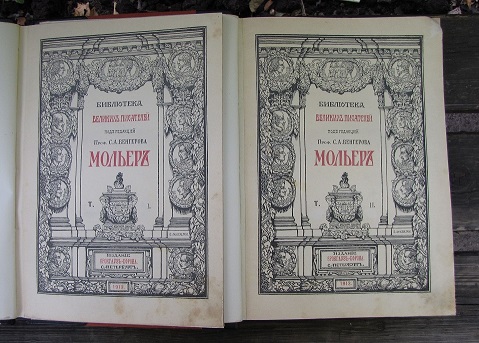 БИБЛІОТЕКА
ВЕЛИКИХЪ ПИСАТЕЛЕЙ
ПОДЪ РЕДАКЦІЕЙ
Проф. С. А. ВЕНГЕРОВА
МОЛЬЕРЪ
Т. I.
ИЗДАНІЕ
БРОКГАУЗЪ-ЕФРОНА
С.-ПЕТЕРБУРГЪ
1912
БИБЛІОТЕКА
ВЕЛИКИХЪ ПИСАТЕЛЕЙ
ПОДЪ РЕДАКЦІЕЙ
Проф. С. А. ВЕНГЕРОВА
МОЛЬЕРЪ
Т. II.
ИЗДАНІЕ
БРОКГАУЗЪ-ЕФРОНА
С.-ПЕТЕРБУРГЪ